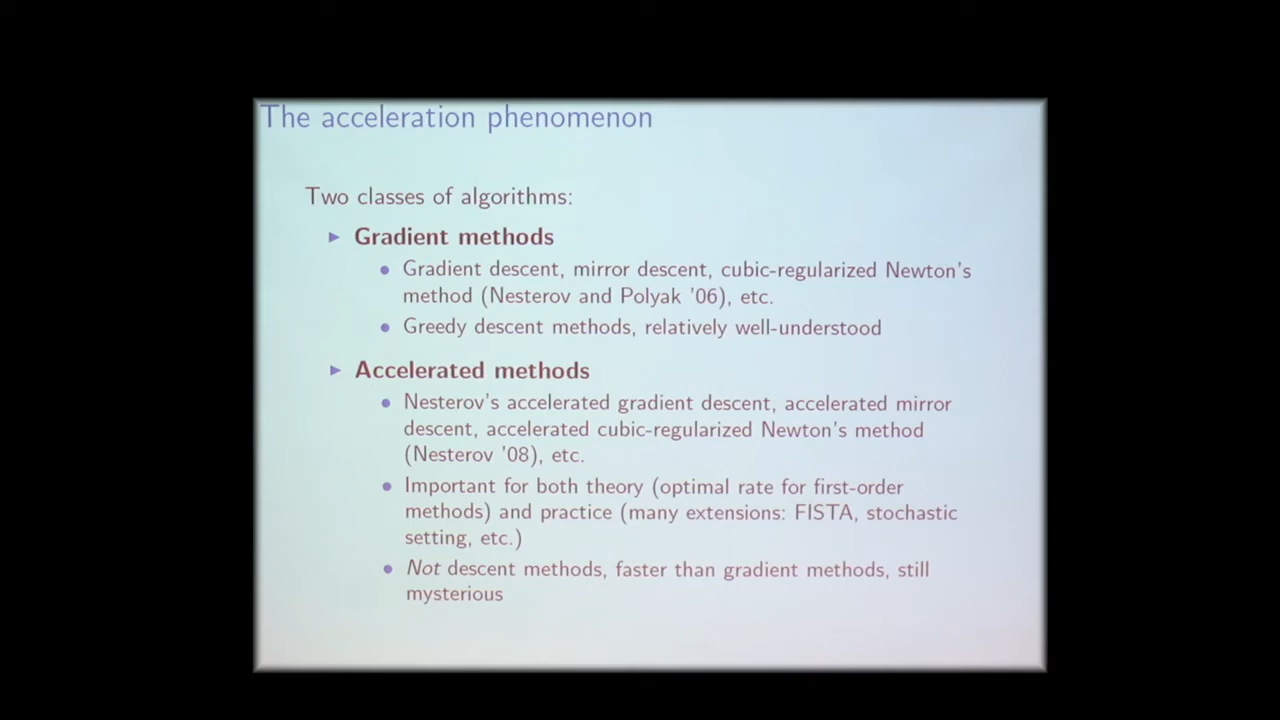 The acceleration phenomenon
Two classes of algorithms:
► Gradient methods
• Gradient descent, mirror descent, cubic-regularized Newton's
method (Nesterov and Polyak '06), etc.
• Greedy descent methods, relatively well-understood
► Accelerated methods
• Nesterov's accelerated gradient descent, accelerated mirror
descent, accelerated cubic-regularized Newton's method
(Nesterov '08), etc.
• Important for both theory (optimal rate for first-order
methods) and practice (many extensions: FISTA, stochastic
setting, etc.)
• Not descent methods, faster than gradient methods, still
mysterious